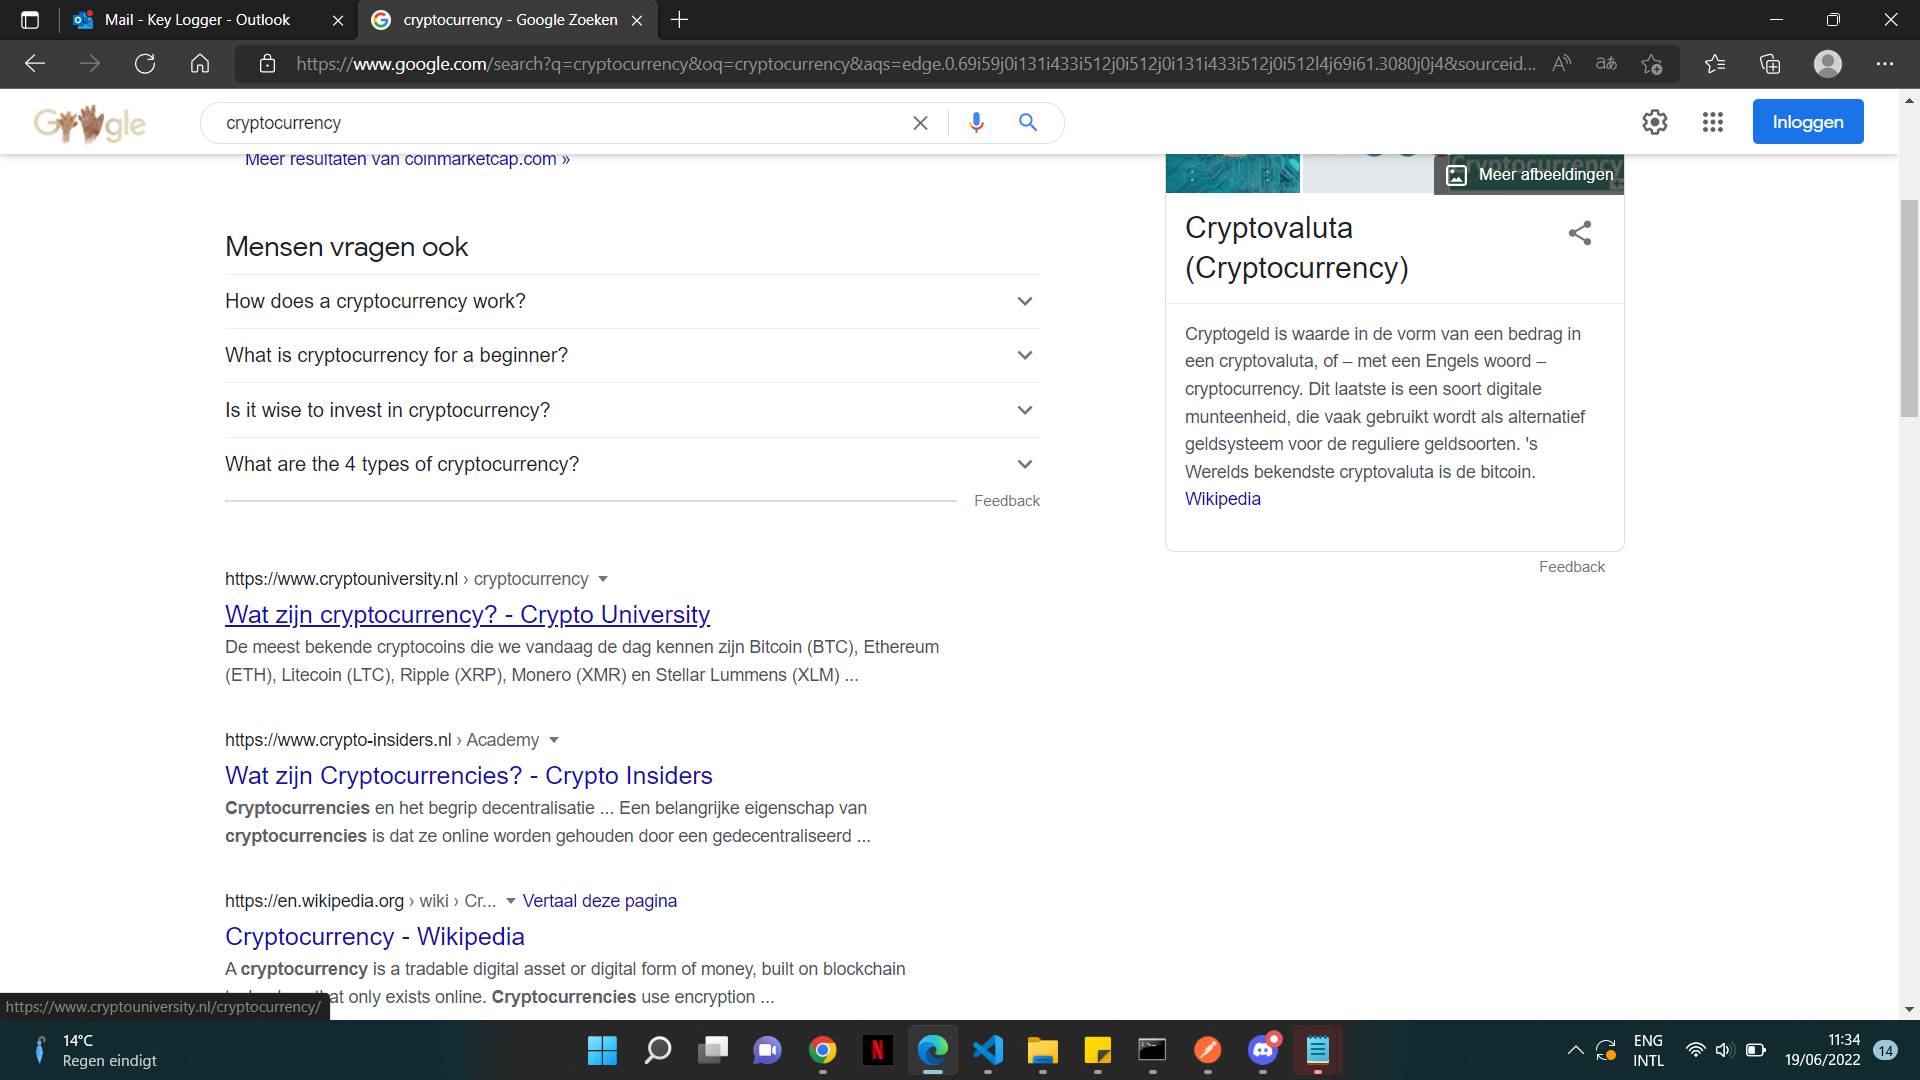 Mail - Key Logger - Outlook
cryptocurrency - Google Zoeken
https://www.google.com/search?q=cryptocurrency&oq=cryptocurrency&aqs=edge.0.69i59j0i131i433i512j0i512j0i131i433i512j0i512l4j69i61.3080j0j4&sourceid...
Google
cryptocurrency
Inloggen
Meer resultaten van coinmarketcap.com »
Mensen vragen ook
How does a cryptocurrency work?
What is cryptocurrency for a beginner?
Is it wise to invest in cryptocurrency?
What are the 4 types of cryptocurrency?
Feedback
https://www.cryptouniversity.nl › cryptocurrency
Wat zijn cryptocurrency? - Crypto University
De meest bekende cryptocoins die we vandaag de dag kennen zijn Bitcoin (BTC), Ethereum
(ETH), Litecoin (LTC), Ripple (XRP), Monero (XMR) en Stellar Lummens (XLM) ...
https://www.crypto-insiders.nl › Academy
Wat zijn Cryptocurrencies? - Crypto Insiders
Cryptocurrencies en het begrip decentralisatie ... Een belangrijke eigenschap van
cryptocurrencies is dat ze online worden gehouden door een gedecentraliseerd ...
https://en.wikipedia.org › wiki › Cr... Vertaal deze pagina
Cryptocurrency - Wikipedia
A cryptocurrency is a tradable digital asset or digital form of money, built on blockchain
that only exists online. Cryptocurrencies use encryption ...
Cryptocurrency
Meer afbeeldingen
Cryptovaluta
(Cryptocurrency)
Cryptogeld is waarde in de vorm van een bedrag in
een cryptovaluta, of – met een Engels woord –
cryptocurrency. Dit laatste is een soort digitale
munteenheid, die vaak gebruikt wordt als alternatief
geldsysteem voor de reguliere geldsoorten. 's
Werelds bekendste cryptovaluta is de bitcoin.
Wikipedia
Feedback
https://www.cryptouniversity.nl/cryptocurrency/
14°C
Regen eindigt
ENG
INTL
11:34
19/06/2022
14